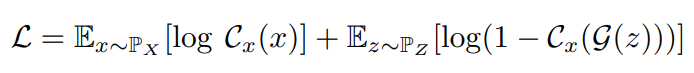 ℒ = 𝔼_{x∼ℙ_X}[log 𝒞_x(x)] + 𝔼_{z∼ℙ_Z}[log(1 − 𝒞_x(𝒢(z)))]